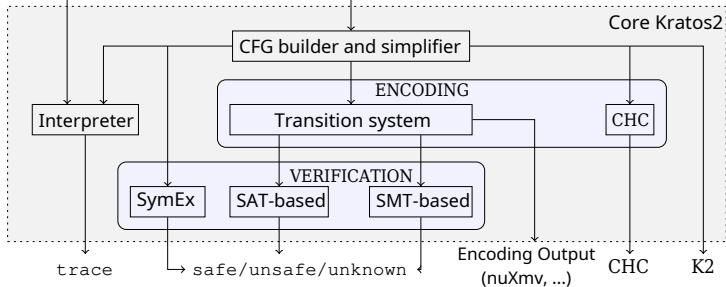 Core Kratos2
CFG builder and simplifier
ENCODING
Interpreter
Transition system
CHC
VERIFICATION
SymEx
SAT-based
SMT-based
trace
safe/unsafe/unknown
Encoding Output
(nuXmv, ...)
CHC
K2